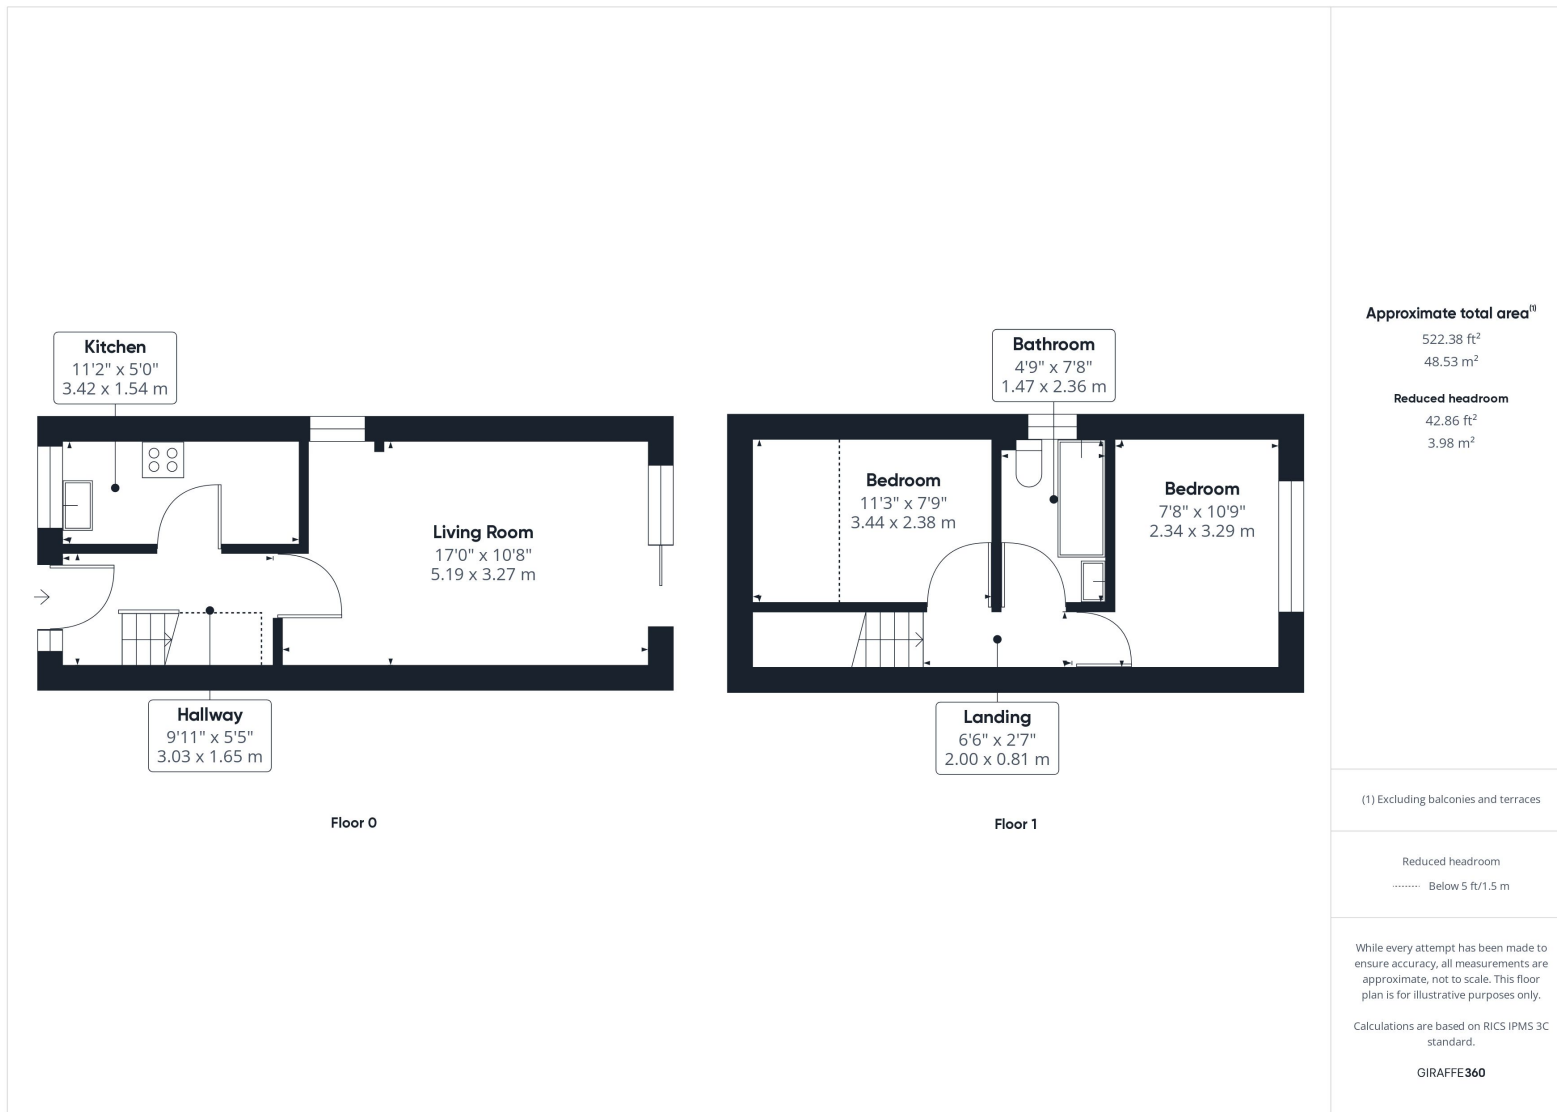 Kitchen
11'2" x 5'0"
3.42 x 1.54 m
Living Room
17'0" x 10'8"
5.19 x 3.27 m
Hallway
9'11" x 5'5"
3.03 x 1.65 m
Floor 0
Bathroom
4'9" x 7'8"
1.47 x 2.36 m
Bedroom
11'3" x 7'9"
3.44 x 2.38 m
Bedroom
7'8" x 10'9"
2.34 x 3.29 m
Landing
6'6" x 2'7"
2.00 x 0.81 m
Floor 1
Approximate total area⁽¹⁾
522.38 ft²
48.53 m²
Reduced headroom
42.86 ft²
3.98 m²
(1) Excluding balconies and terraces
Reduced headroom
Below 5 ft/1.5 m
While every attempt has been made to
ensure accuracy, all measurements are
approximate, not to scale. This floor
plan is for illustrative purposes only.
Calculations are based on RICS IPMS 3C
standard.
GIRAFFE360